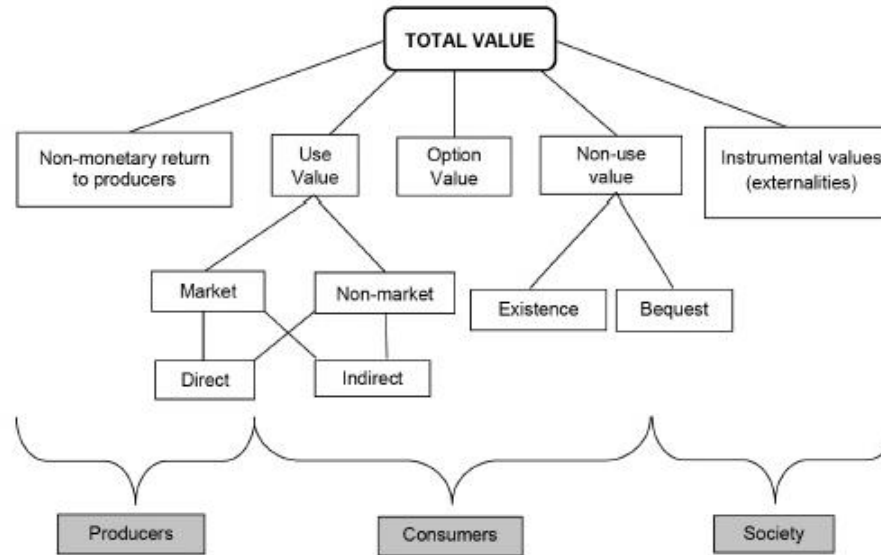 TOTAL VALUE
Non-monetary return
to producers
Use
Value
Option
Value
Non-use
value
Instrumental values
(externalities)
Market
Non-market
Existence
Bequest
Direct
Indirect
Producers
Consumers
Society